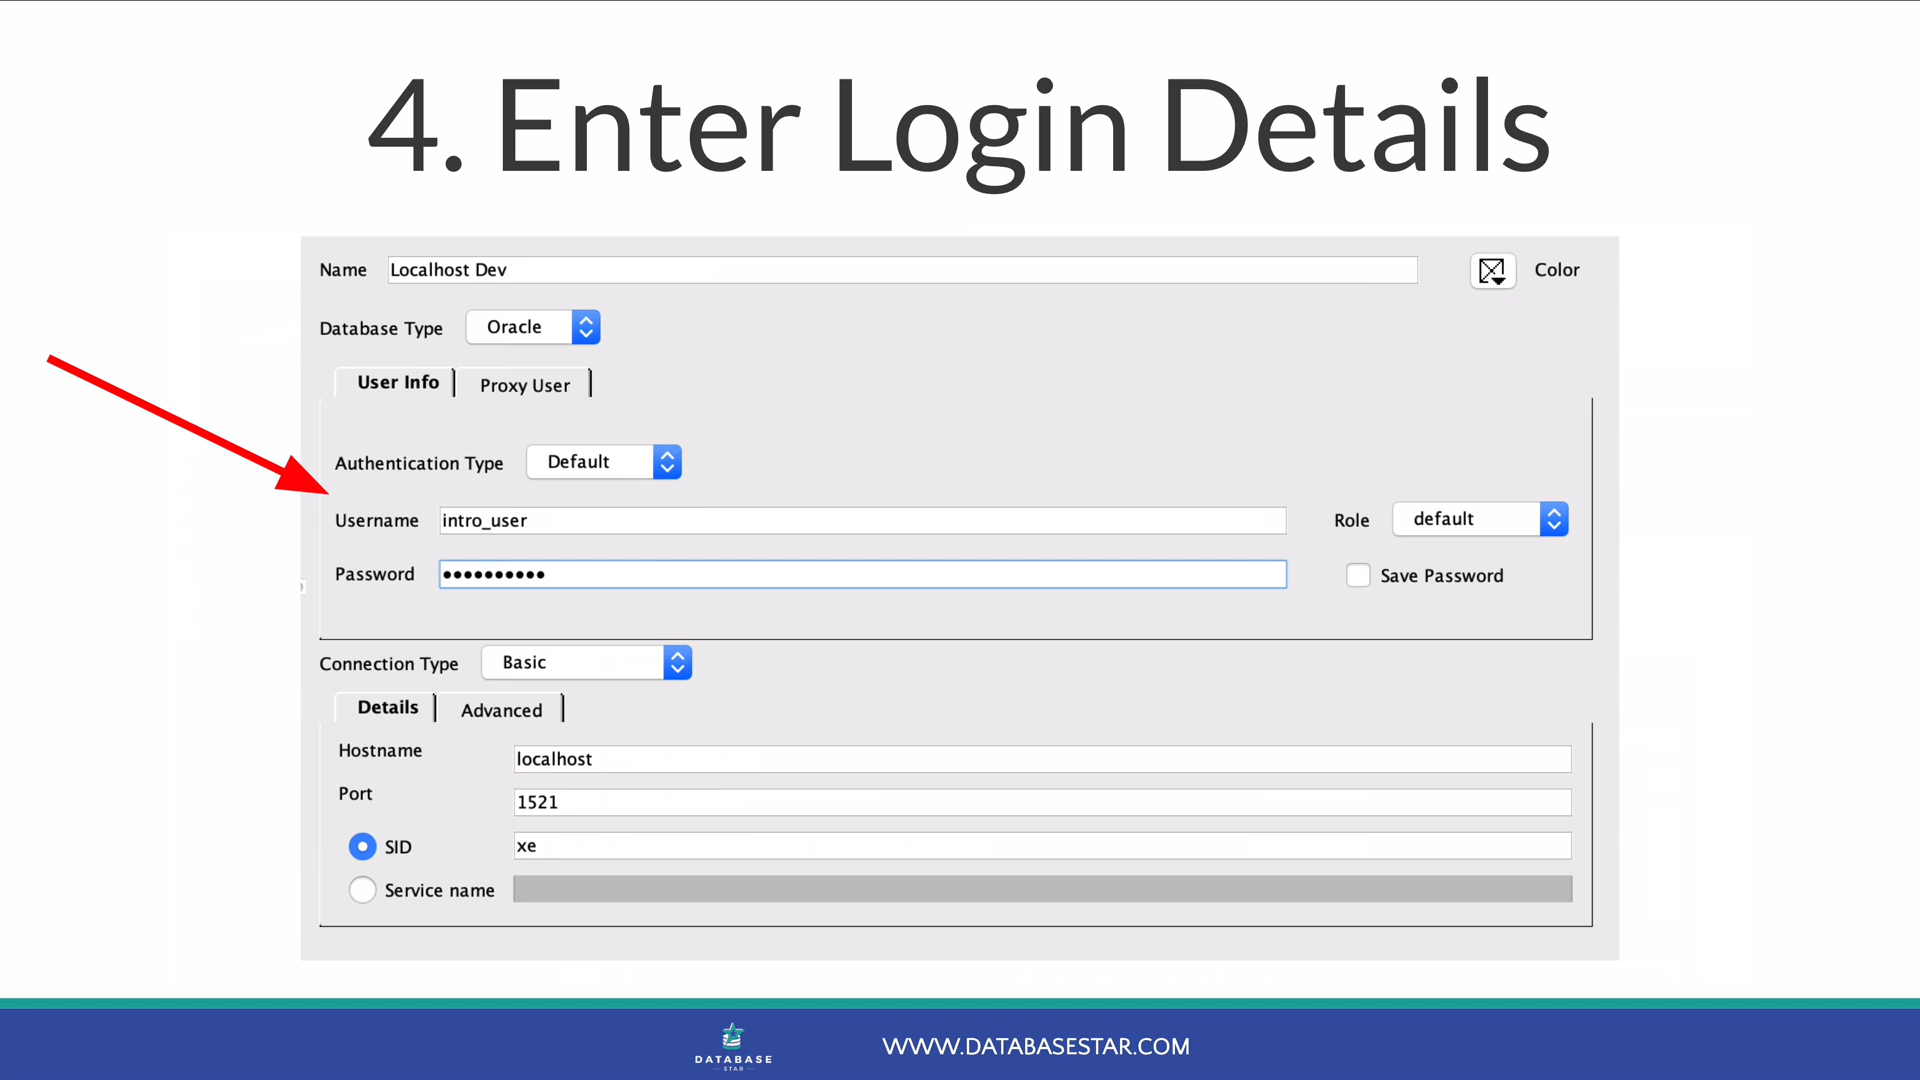 4. Enter Login Details
Name Localhost Dev Color
Database Type Oracle
User Info Proxy User
Authentication Type Default
Username intro_user Role default
Password •••••••••• Save Password
Connection Type Basic
Details Advanced
Hostname localhost
Port 1521
SID xe
Service name
DATABASE
STAR
WWW.DATABASESTAR.COM